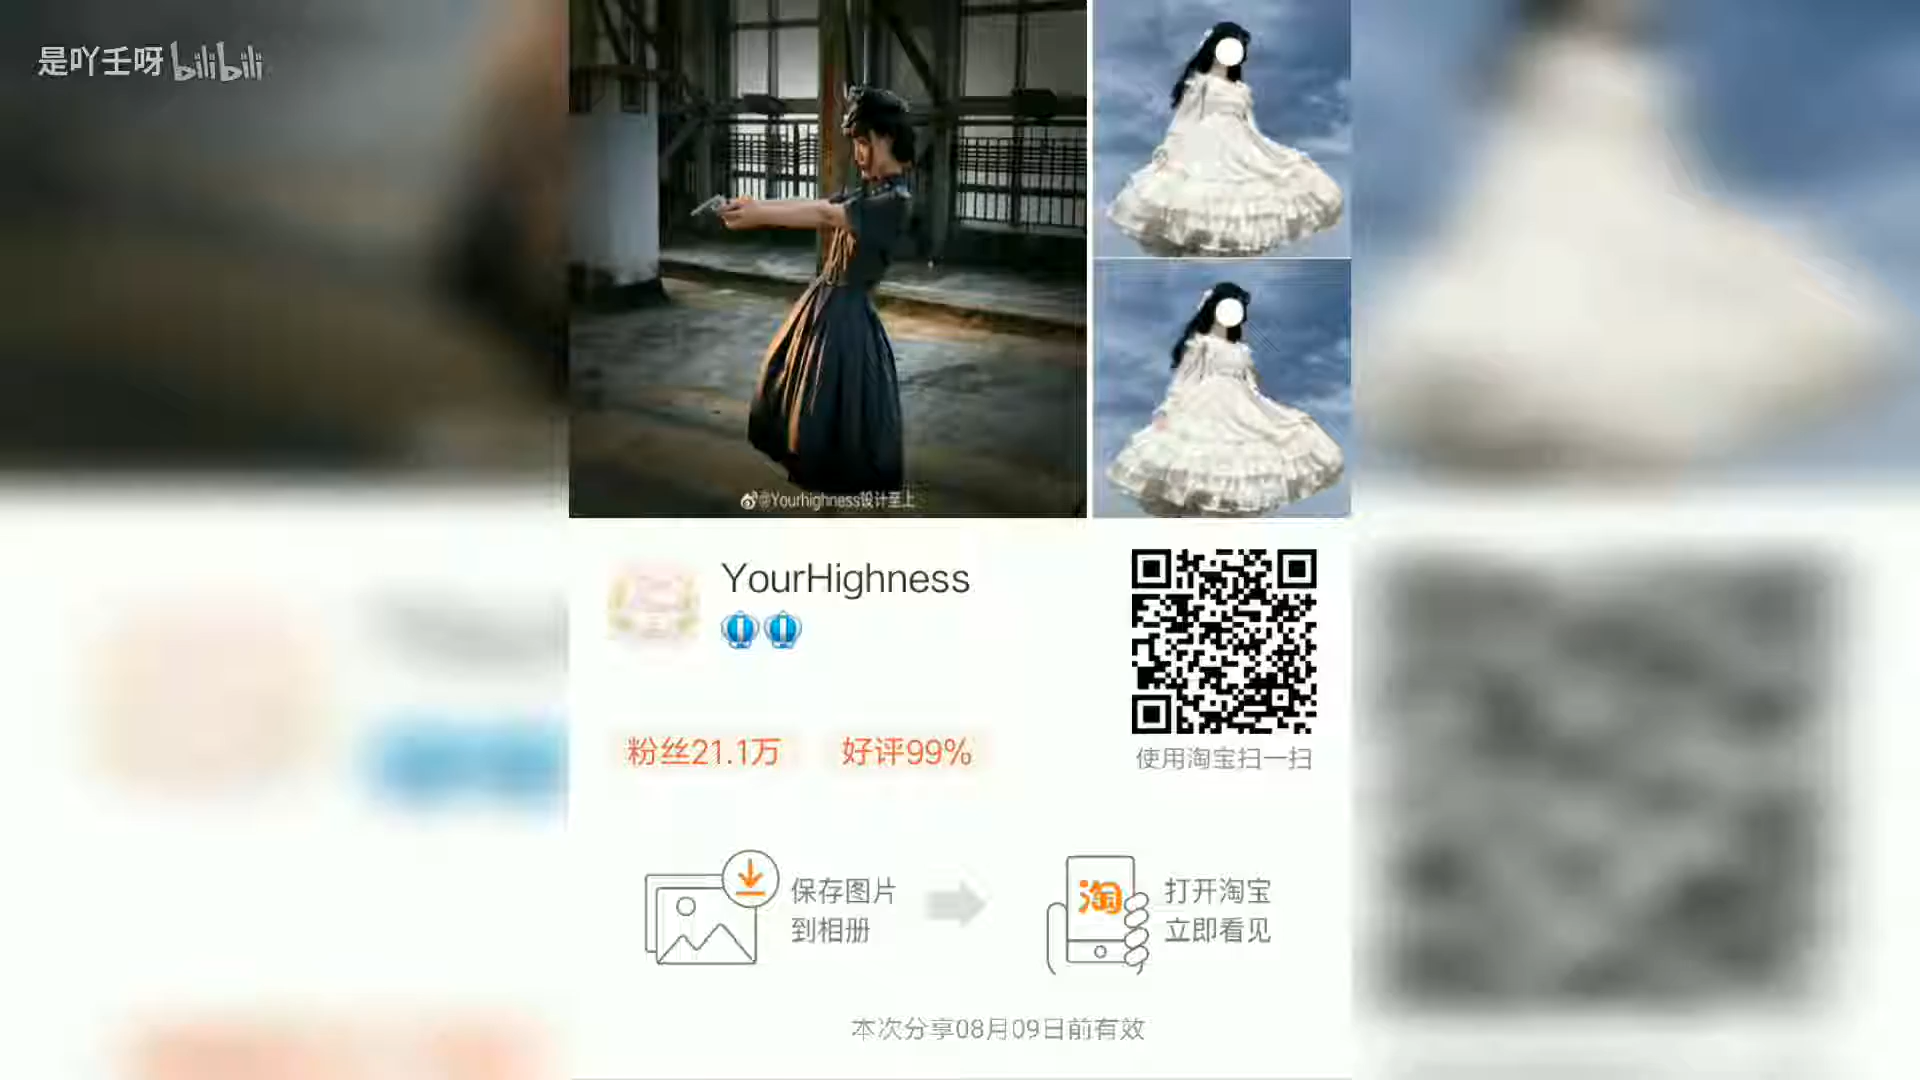 是吖壬呀 bilibili
@Yourhighness设计至上
YourHighness
粉丝21.1万
好评99%
使用淘宝扫一扫
保存图片
到相册
淘
打开淘宝
立即看见
本次分享08月09日前有效